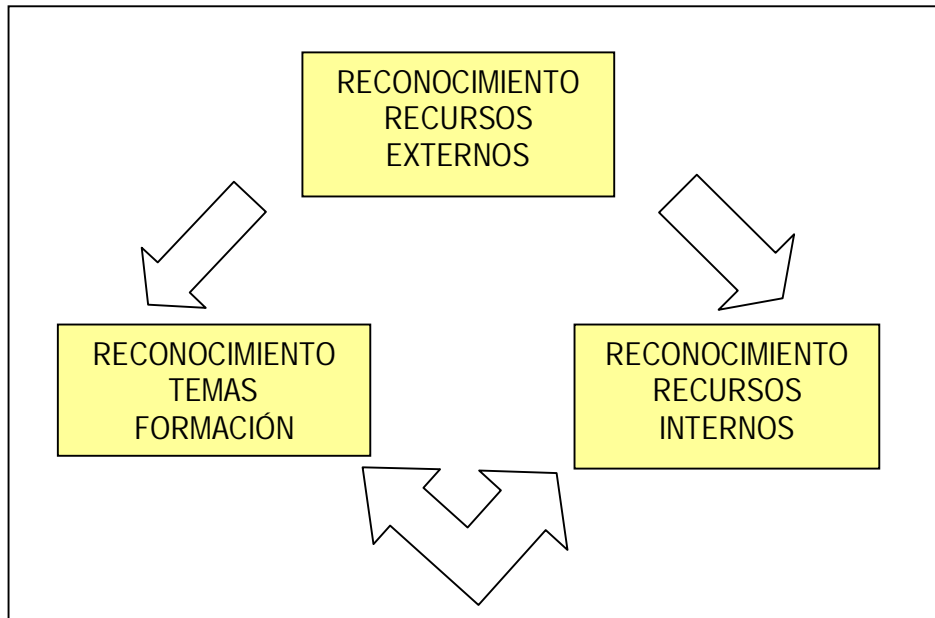 RECONOCIMIENTO
RECURSOS
EXTERNOS
RECONOCIMIENTO
TEMAS
FORMACIÓN
RECONOCIMIENTO
RECURSOS
INTERNOS